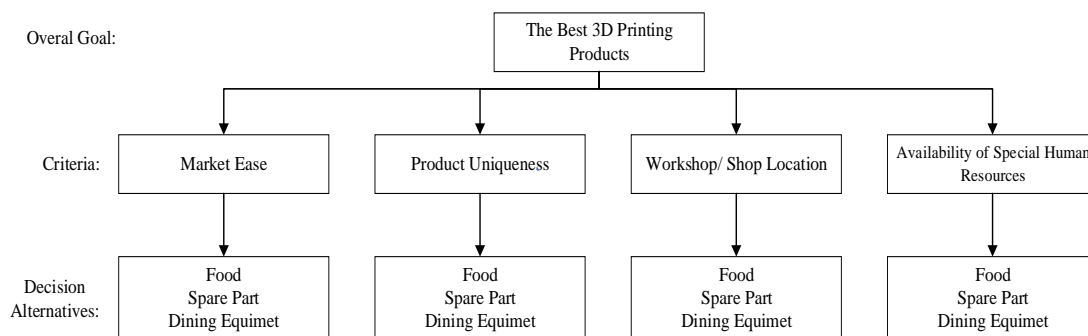 Overal Goal:
The Best 3D Printing
Products
Criteria:
Market Ease
Product Uniqueness
Workshop/ Shop Location
Availability of Special Human
Resources
Decision
Alternatives:
Food
Spare Part
Dining Equimet
Food
Spare Part
Dining Equimet
Food
Spare Part
Dining Equimet
Food
Spare Part
Dining Equimet